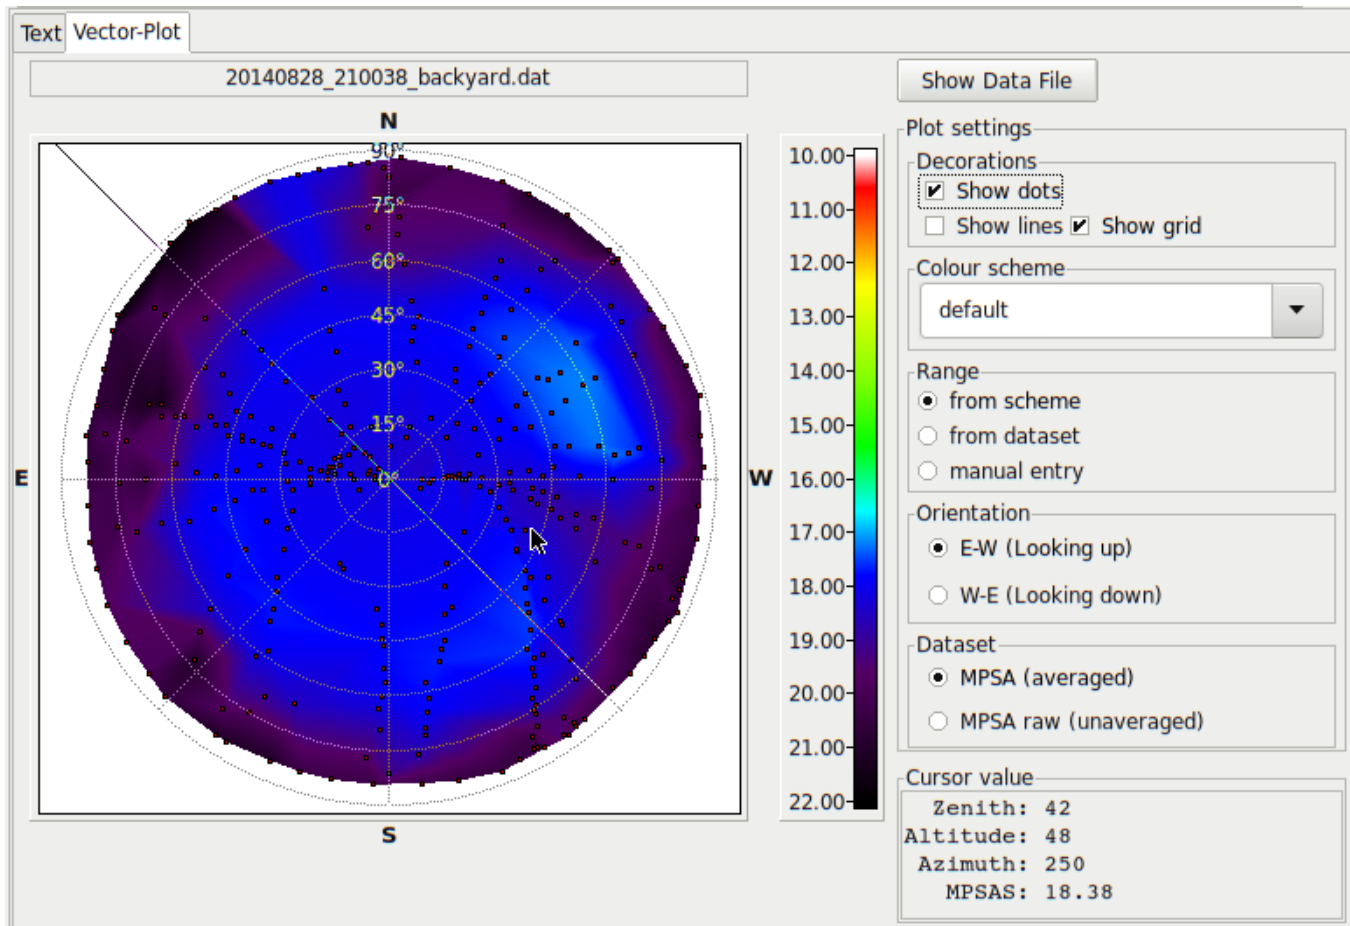 Text
Vector-Plot
20140828_210038_backyard.dat
N
90°
75°
60°
45°
30°
15°
0°
E
W
S
10.00
11.00
12.00
13.00
14.00
15.00
16.00
17.00
18.00
19.00
20.00
21.00
22.00
Show Data File
Plot settings
Decorations
Show dots
Show lines Show grid
Colour scheme
default
Range
from scheme
from dataset
manual entry
Orientation
E-W (Looking up)
W-E (Looking down)
Dataset
MPSA (averaged)
MPSA raw (unaveraged)
Cursor value
Zenith: 42
Altitude: 48
Azimuth: 250
MPSAS: 18.38